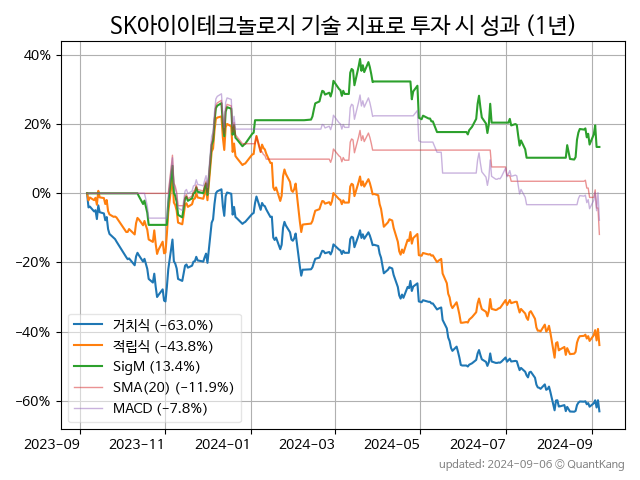 SK아이이테크놀로지 기술 지표로 투자 시 성과 (1년)
40%
20%
0%
−20%
−40%
−60%
거치식 (−63.0%)
적립식 (−43.8%)
SigM (13.4%)
SMA(20) (−11.9%)
MACD (−7.8%)
2023-09 2023-11 2024-01 2024-03 2024-05 2024-07 2024-09
updated: 2024-09-06 © QuantKang